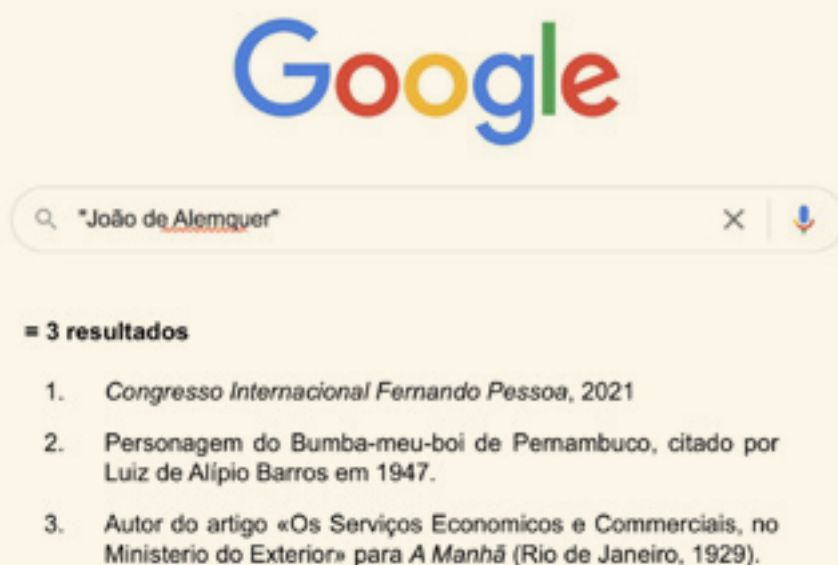 Google
"João de Alemquer"
= 3 resultados
1. Congresso Internacional Fernando Pessoa, 2021
2. Personagem do Bumba-meu-boi de Pernambuco, citado por
Luiz de Alípio Barros em 1947.
3. Autor do artigo «Os Serviços Economicos e Commerciais, no
Ministerio do Exterior» para A Manhã (Rio de Janeiro, 1929).